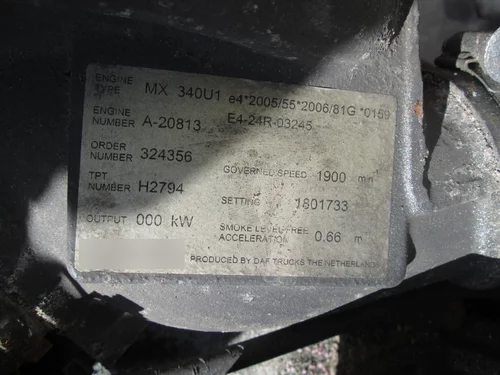 ENGINE TYPE MX 340U1 e4*2005/55*2006/81G *0159
ENGINE NUMBER A-20813 E4-24R-03245
ORDER NUMBER 324356
GOVERNED SPEED 1900 m
TPT NUMBER H2794
SETTING 1801733
OUTPUT 000 kW
SMOKE LEVEL FREE ACCELERATION 0.66 m
PRODUCED BY DAF TRUCKS THE NETHERLANDS